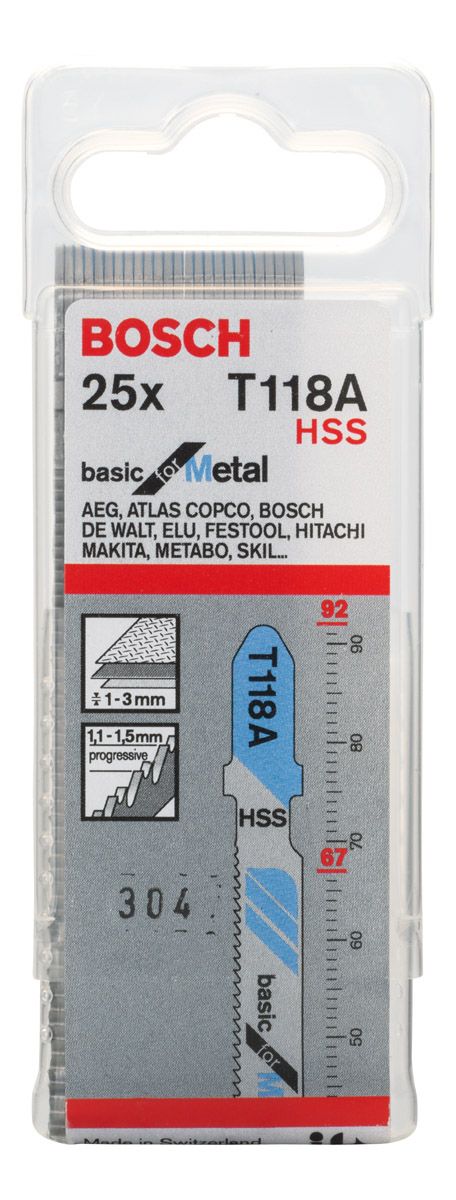 BOSCH
25x T118A
HSS
basic for Metal
AEG, ATLAS COPCO, BOSCH
DE WALT, ELU, FESTOOL, HITACHI
MAKITA, METABO, SKIL...
92
90
1-3mm
T118A
80
1,1-1,5mm
progressive
HSS
70
67
304
60
basic for M
50
Made in Switzerland